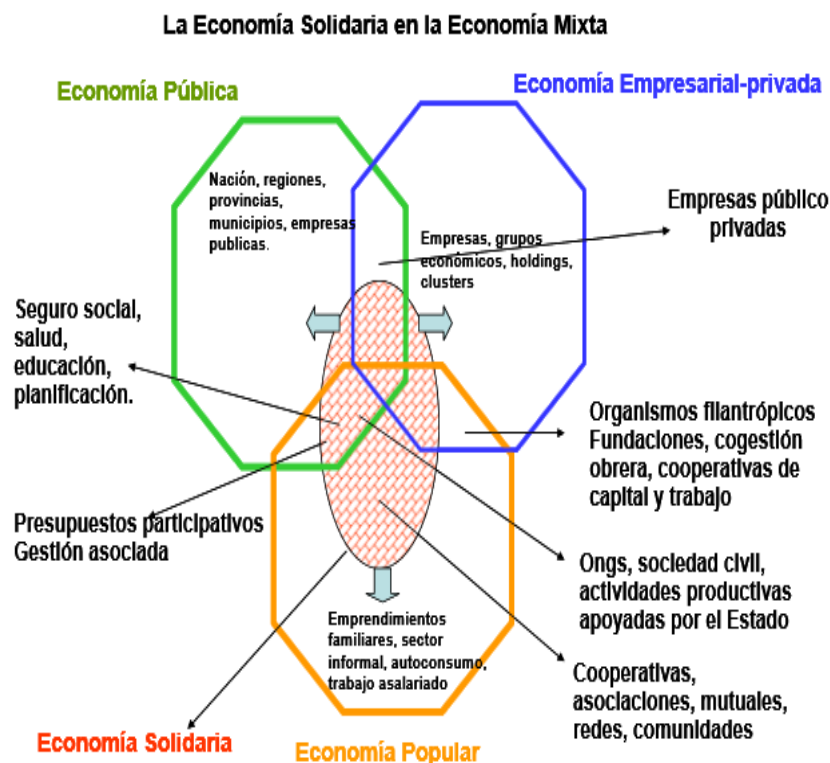 La Economía Solidaria en la Economía Mixta
Economía Pública
Economía Empresarial-privada
Nación, regiones,
provincias,
municipios, empresas
publicas.
Empresas, grupos
económicos, holdings,
clusters
Empresas público
privadas
Seguro social,
salud,
educación,
planificación.
Organismos filantrópicos
Fundaciones, cogestión
obrera, cooperativas de
capital y trabajo
Presupuestos participativos
Gestión asociada
Ongs, sociedad civil,
actividades productivas
apoyadas por el Estado
Emprendimientos
familiares, sector
informal, autoconsumo,
trabajo asalariado
Cooperativas,
asociaciones, mutuales,
redes, comunidades
Economía Solidaria
Economía Popular